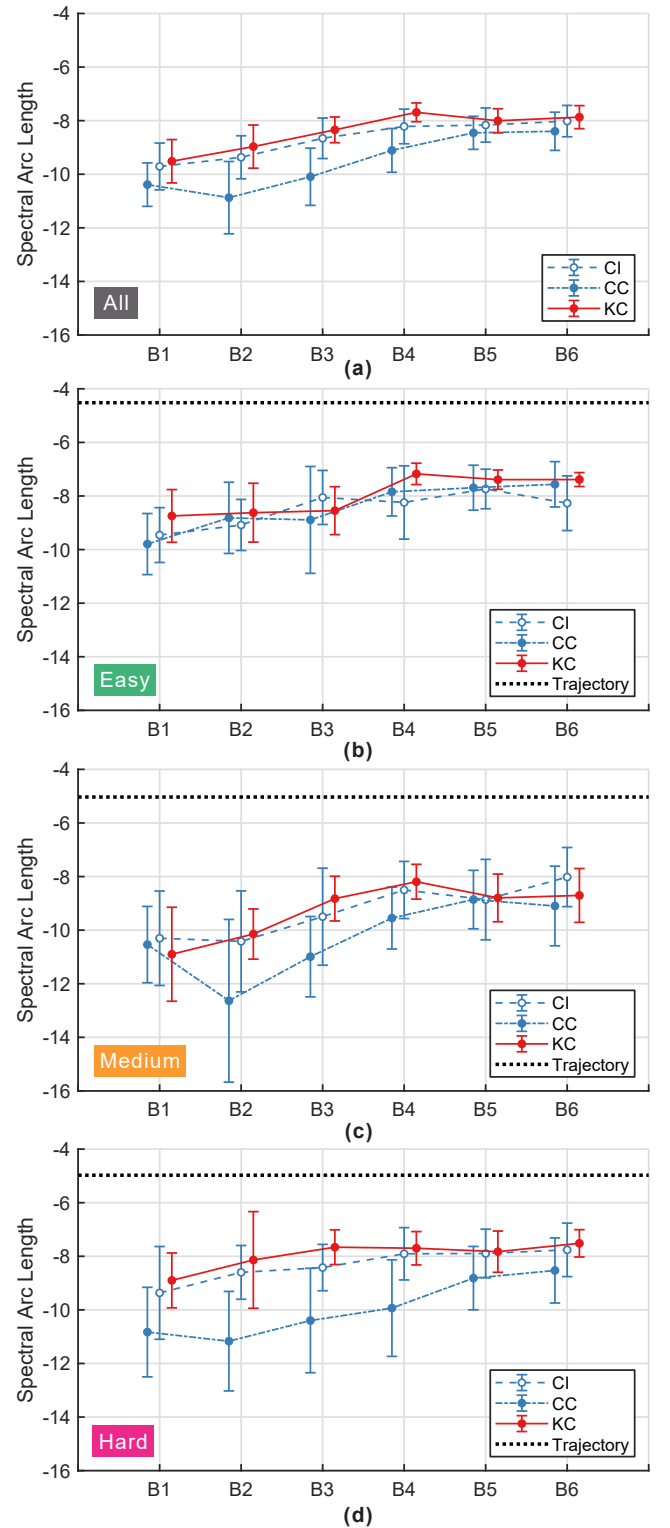 -4
-6
-8
-10
-12
-14
-16
Spectral Arc Length
CI
CC
KC
All
B1 B2 B3 B4 B5 B6
(a)
-4
-6
-8
-10
-12
-14
-16
Spectral Arc Length
CI
CC
KC
Trajectory
Easy
B1 B2 B3 B4 B5 B6
(b)
-4
-6
-8
-10
-12
-14
-16
Spectral Arc Length
CI
CC
KC
Trajectory
Medium
B1 B2 B3 B4 B5 B6
(c)
-4
-6
-8
-10
-12
-14
-16
Spectral Arc Length
CI
CC
KC
Trajectory
Hard
B1 B2 B3 B4 B5 B6
(d)